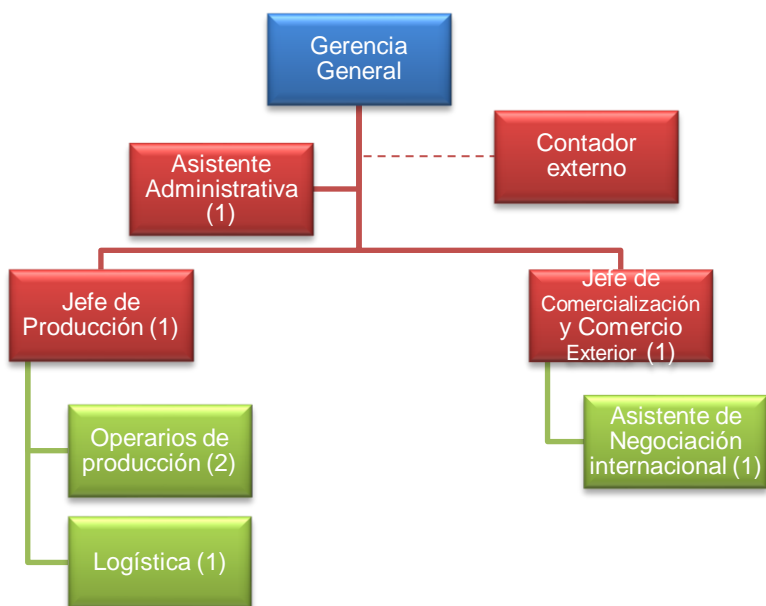 Gerencia
General
Asistente
Administrativa
(1)
Contador
externo
Jefe de
Producción (1)
Jefe de
Comercialización
y Comercio
Exterior (1)
Operarios de
producción (2)
Asistente de
Negociación
internacional (1)
Logística (1)